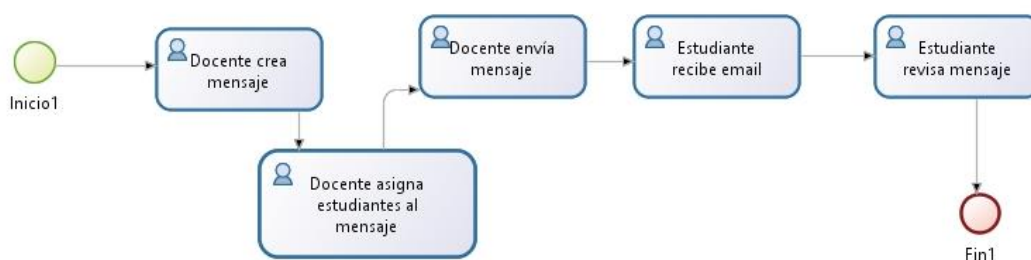 Inicio1
Docente crea
mensaje
Docente asigna
estudiantes al
mensaje
Docente envía
mensaje
Estudiante
recibe email
Estudiante
revisa mensaje
Fin1